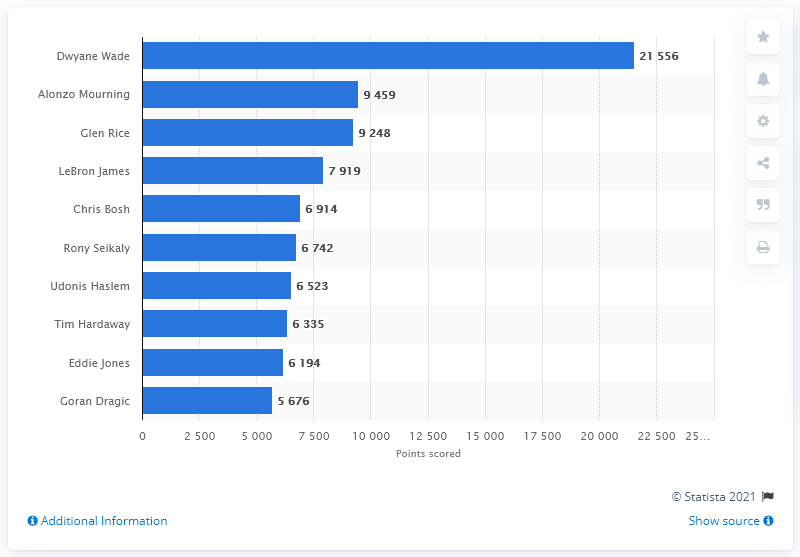 Dwyane Wade 21 556
Alonzo Mourning 9 459
Glen Rice 9 248
LeBron James 7 919
Chris Bosh 6 914
Rony Seikaly 6 742
Udonis Haslem 6 523
Tim Hardaway 6 335
Eddie Jones 6 194
Goran Dragic 5 676
0 2 500 5 000 7 500 10 000 12 500 15 000 17 500 20 000 22 500 25...
Points scored
© Statista 2021
Additional Information Show source